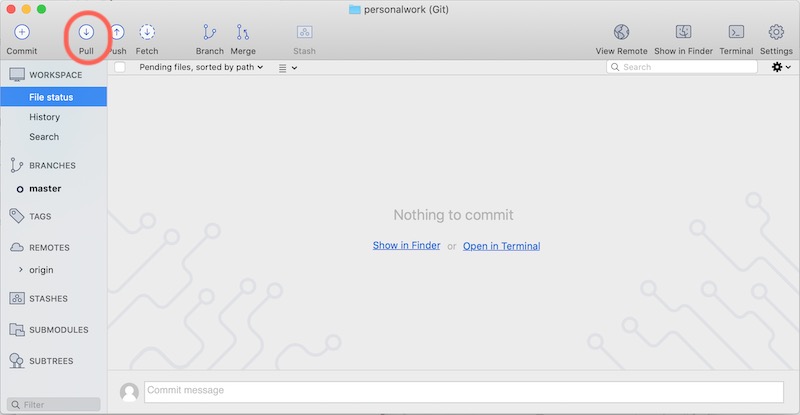 personalwork (Git)
Commit Pull Push Fetch Branch Merge Stash View Remote Show in Finder Terminal Settings
WORKSPACE
Pending files, sorted by path
Search
File status
History
Search
BRANCHES
master
TAGS
Nothing to commit
REMOTES
Show in Finder or Open in Terminal
origin
STASHES
SUBMODULES
SUBTREES
Commit message
Filter